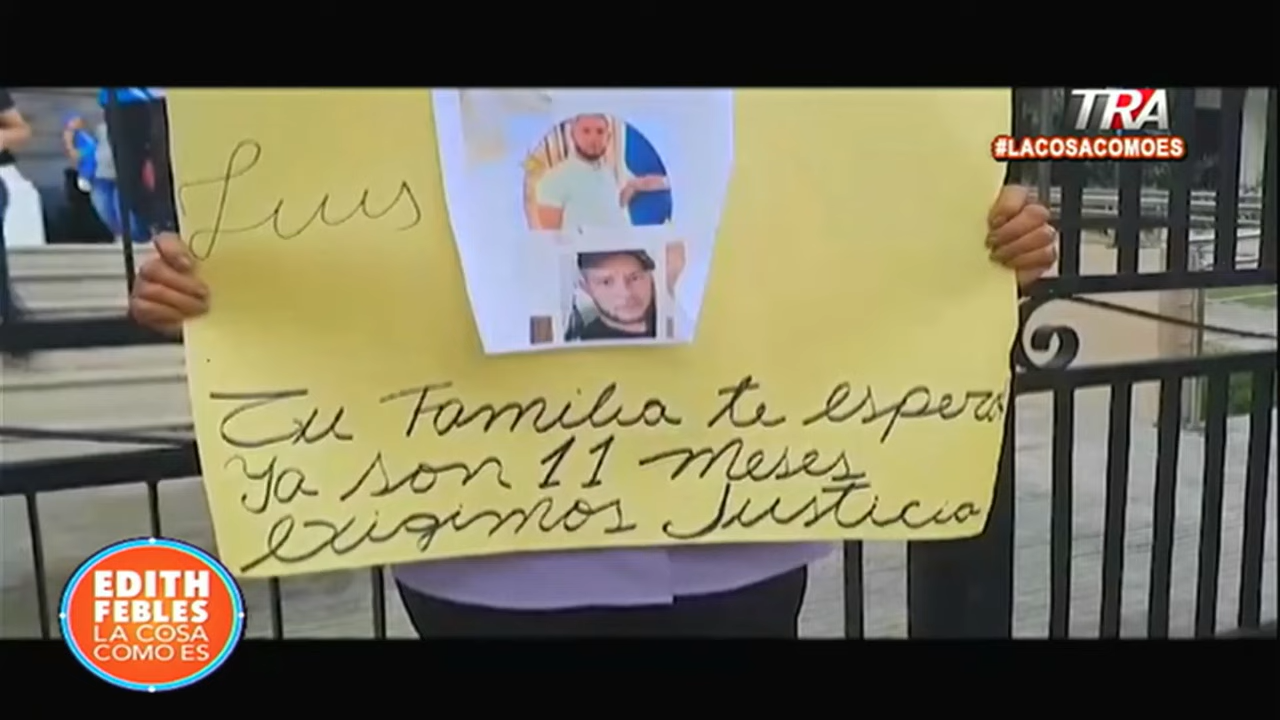 TRA
#LACOSACOMOES
Luis
Tu Familia te espera
Ya son 11 meses
exigimos Justicia
EDITH
FEBLES
LA COSA
COMO ES